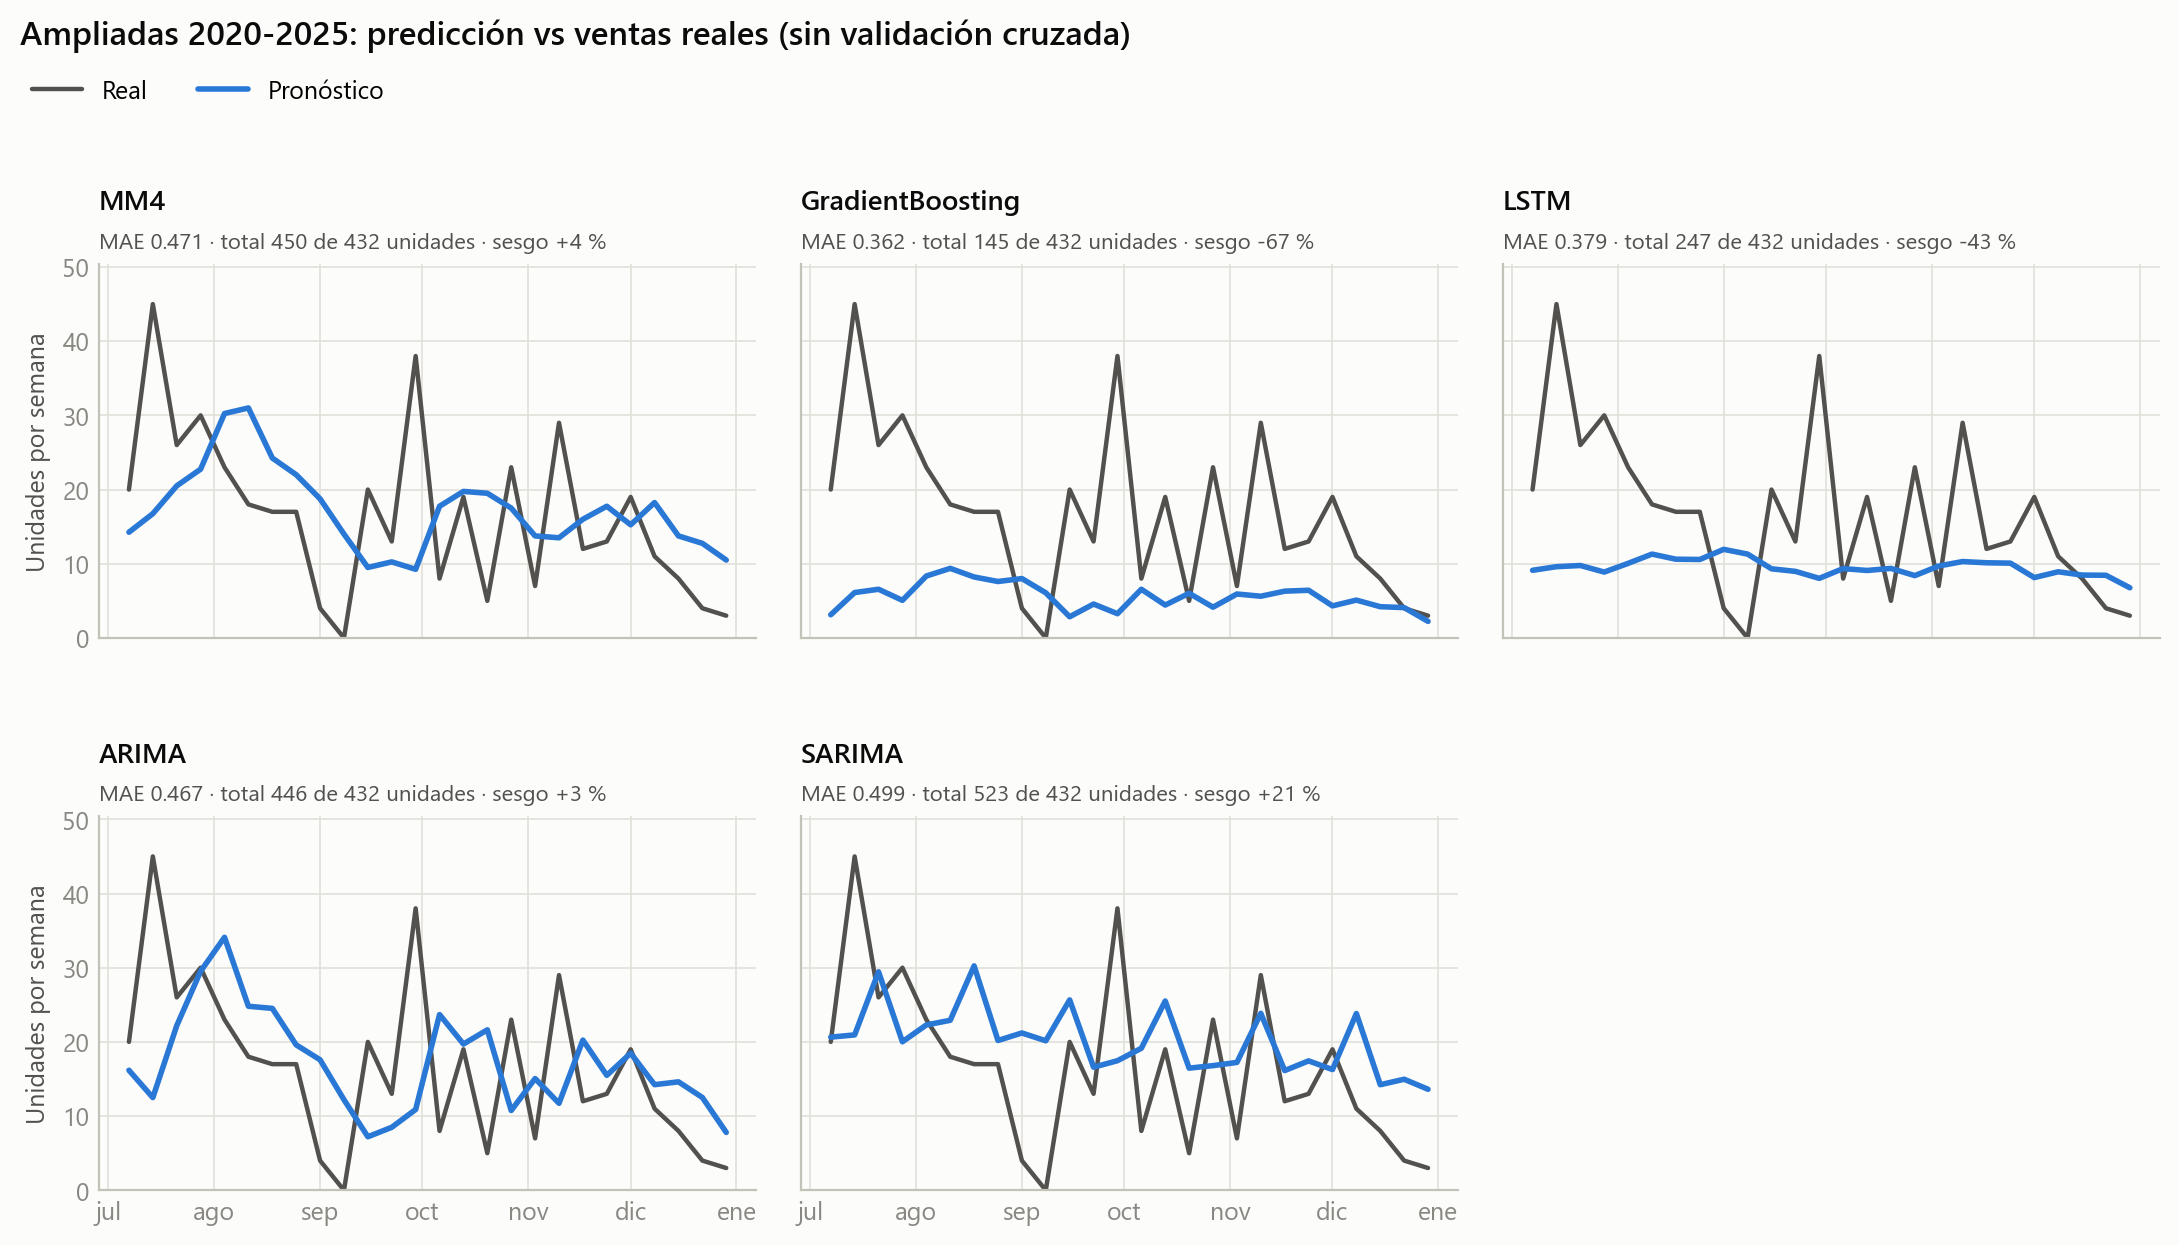 Ampliadas 2020-2025: predicción vs ventas reales (sin validación cruzada)
Real Pronóstico
MM4
MAE 0.471 · total 450 de 432 unidades · sesgo +4 %
GradientBoosting
MAE 0.362 · total 145 de 432 unidades · sesgo -67 %
LSTM
MAE 0.379 · total 247 de 432 unidades · sesgo -43 %
Unidades por semana
50
40
30
20
10
0
ARIMA
MAE 0.467 · total 446 de 432 unidades · sesgo +3 %
SARIMA
MAE 0.499 · total 523 de 432 unidades · sesgo +21 %
Unidades por semana
50
40
30
20
10
0
jul ago sep oct nov dic ene
jul ago sep oct nov dic ene